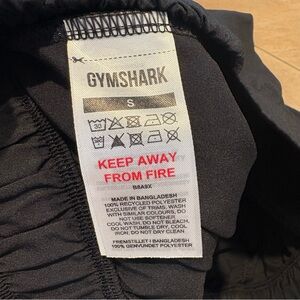 GYMSHARK
S
30
KEEP AWAY
FROM FIRE
B8A9X
MADE IN BANGLADESH
100% RECYCLED POLYESTER
EXCLUSIVE OF TRIMS. WASH
WITH SIMILAR COLOURS, DO
NOT USE SOFTENER
COOL WASH, DO NOT BLEACH,
DO NOT TUMBLE DRY, COOL
IRON, DO NOT DRY CLEAN
FREMSTILLET I BANGLADESH
100% GENVUNDET POLYESTER